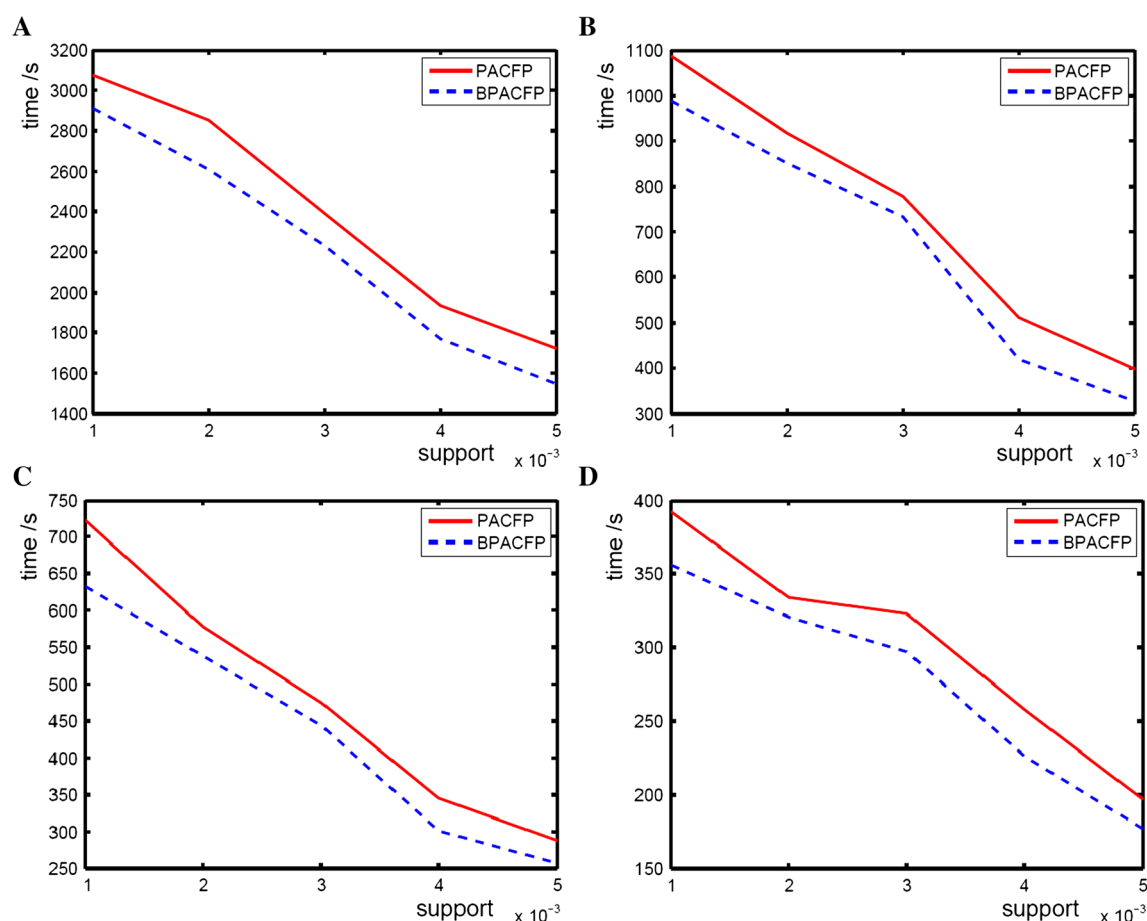 A
3200
3000
2800
2600
2400
2200
2000
1800
1600
1400
time /s
PACFP
BPACFP
1 2 3 4 5
support x 10⁻³
B
1100
1000
900
800
700
600
500
400
300
time /s
PACFP
BPACFP
1 2 3 4 5
support x 10⁻³
C
750
700
650
600
550
500
450
400
350
300
250
time /s
PACFP
BPACFP
1 2 3 4 5
support x 10⁻³
D
400
350
300
250
200
150
time /s
PACFP
BPACFP
1 2 3 4 5
support x 10⁻³